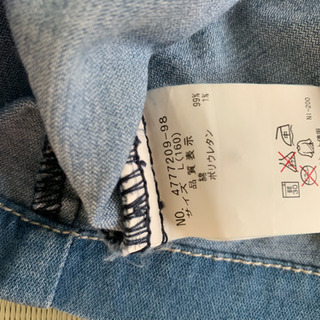 NO. 4777209-98
サイズ L(160)
品質表示
綿 99%
ポリウレタン 1%
Ni-200